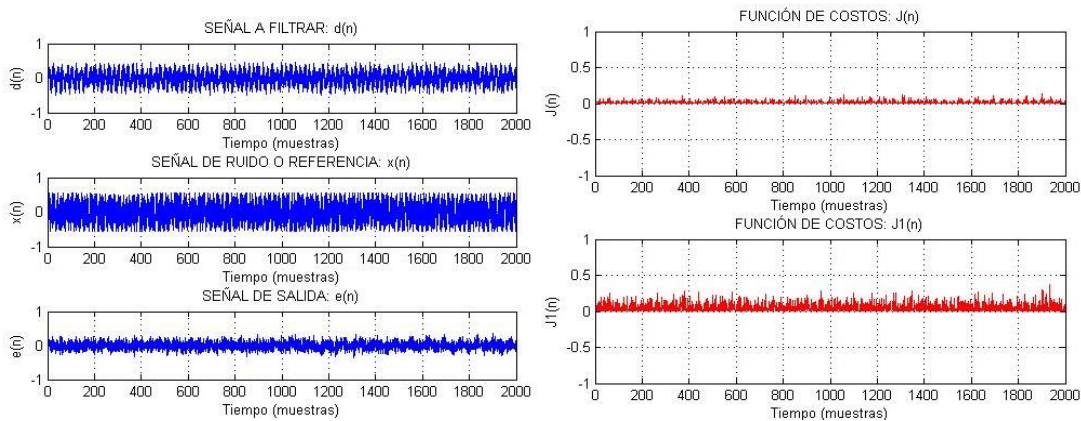 SEÑAL A FILTRAR: d(n)
1
0
-1
d(n)
0 200 400 600 800 1000 1200 1400 1600 1800 2000
Tiempo (muestras)
SEÑAL DE RUIDO O REFERENCIA: x(n)
1
0
-1
x(n)
0 200 400 600 800 1000 1200 1400 1600 1800 2000
Tiempo (muestras)
SEÑAL DE SALIDA: e(n)
1
0
-1
e(n)
0 200 400 600 800 1000 1200 1400 1600 1800 2000
Tiempo (muestras)
FUNCIÓN DE COSTOS: J(n)
1
0.5
0
-0.5
-1
J(n)
0 200 400 600 800 1000 1200 1400 1600 1800 2000
Tiempo (muestras)
FUNCIÓN DE COSTOS: J1(n)
1
0.5
0
-0.5
-1
J1(n)
0 200 400 600 800 1000 1200 1400 1600 1800 2000
Tiempo (muestras)